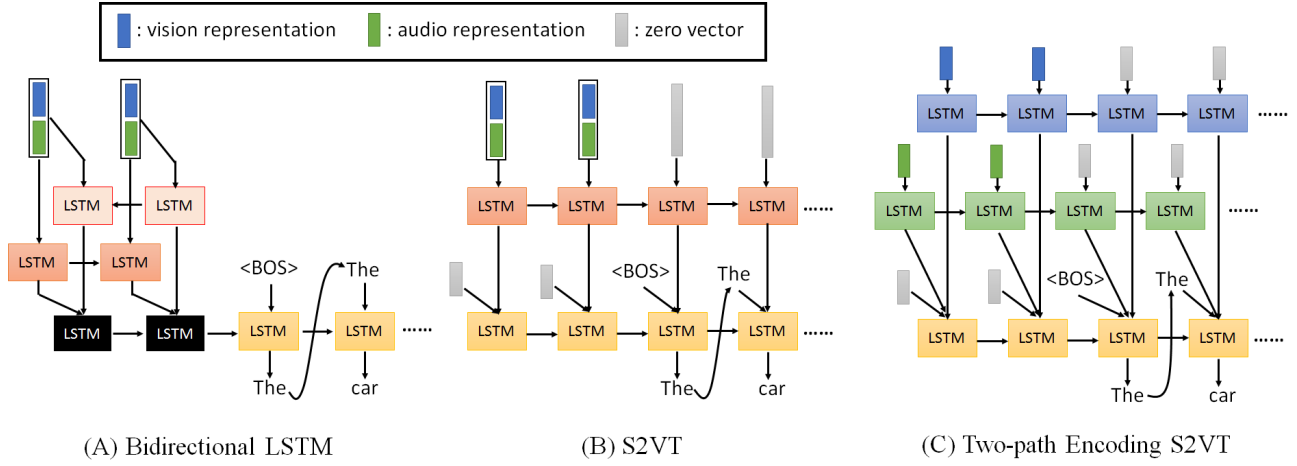 : vision representation : audio representation : zero vector
LSTM LSTM
LSTM LSTM
<BOS> The
LSTM LSTM LSTM LSTM ......
The car
(A) Bidirectional LSTM
LSTM LSTM LSTM LSTM ......
<BOS> The
LSTM LSTM LSTM LSTM ......
The car
(B) S2VT
LSTM LSTM LSTM LSTM ......
LSTM LSTM LSTM LSTM ......
<BOS> The
LSTM LSTM LSTM LSTM ......
The car
(C) Two-path Encoding S2VT